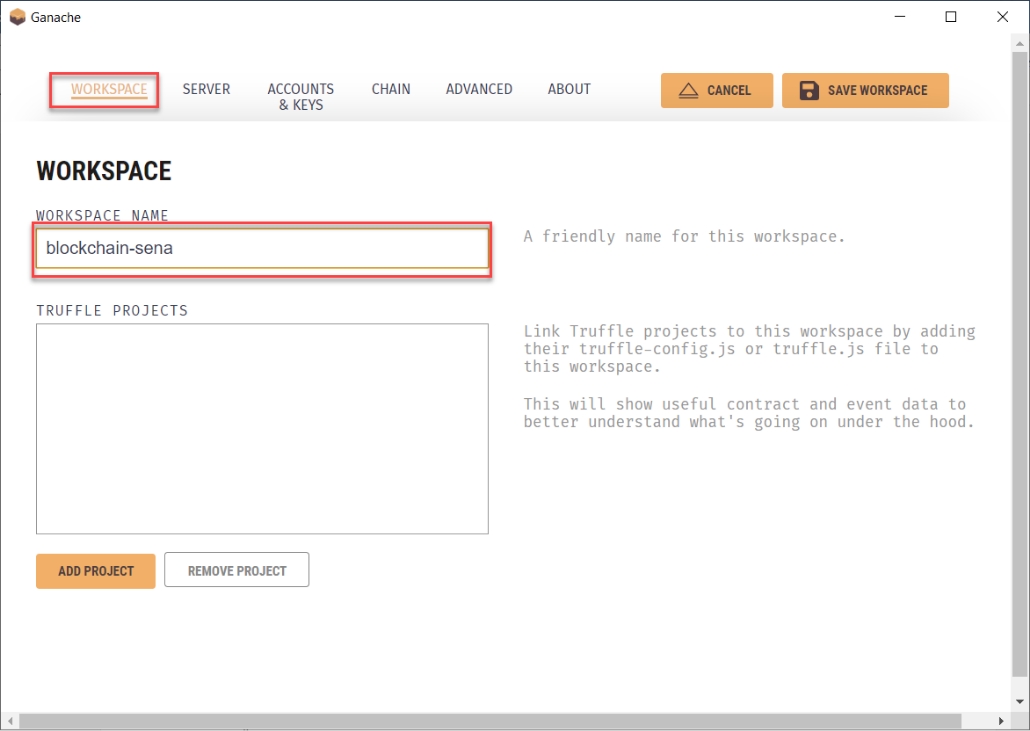 Ganache
WORKSPACE
SERVER
ACCOUNTS
& KEYS
CHAIN
ADVANCED
ABOUT
CANCEL
SAVE WORKSPACE
WORKSPACE
WORKSPACE NAME
blockchain-sena
A friendly name for this workspace.
TRUFFLE PROJECTS
Link Truffle projects to this workspace by adding
their truffle-config.js or truffle.js file to
this workspace.
This will show useful contract and event data to
better understand what's going on under the hood.
ADD PROJECT
REMOVE PROJECT